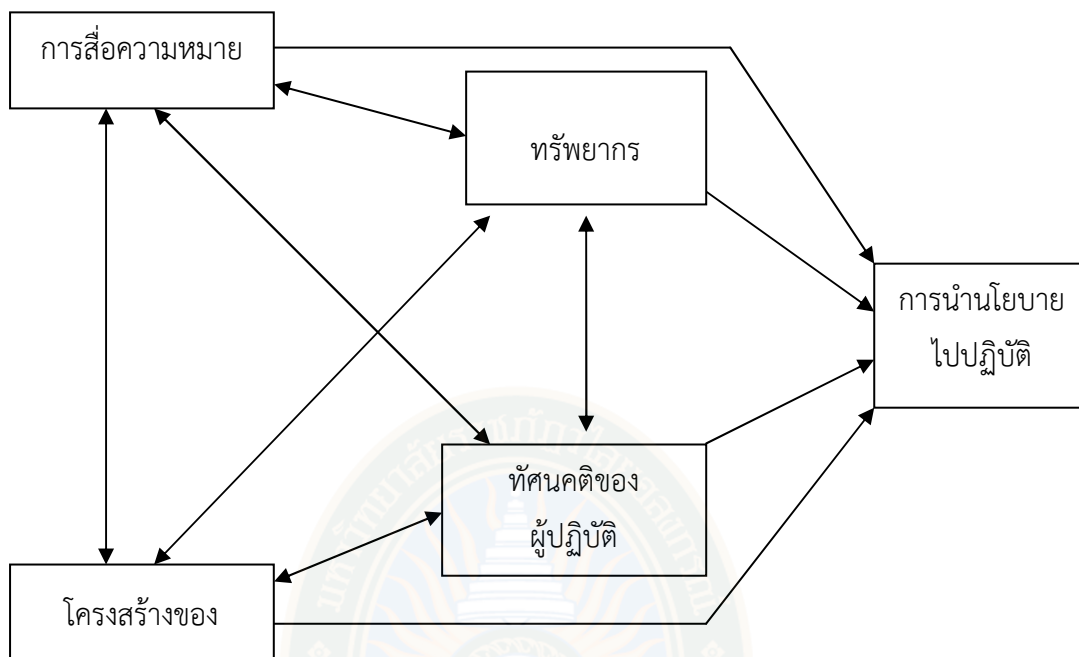 การสื่อความหมาย
ทรัพยากร
การนำนโยบาย
ไปปฏิบัติ
ทัศนคติของ
ผู้ปฏิบัติ
โครงสร้างของ